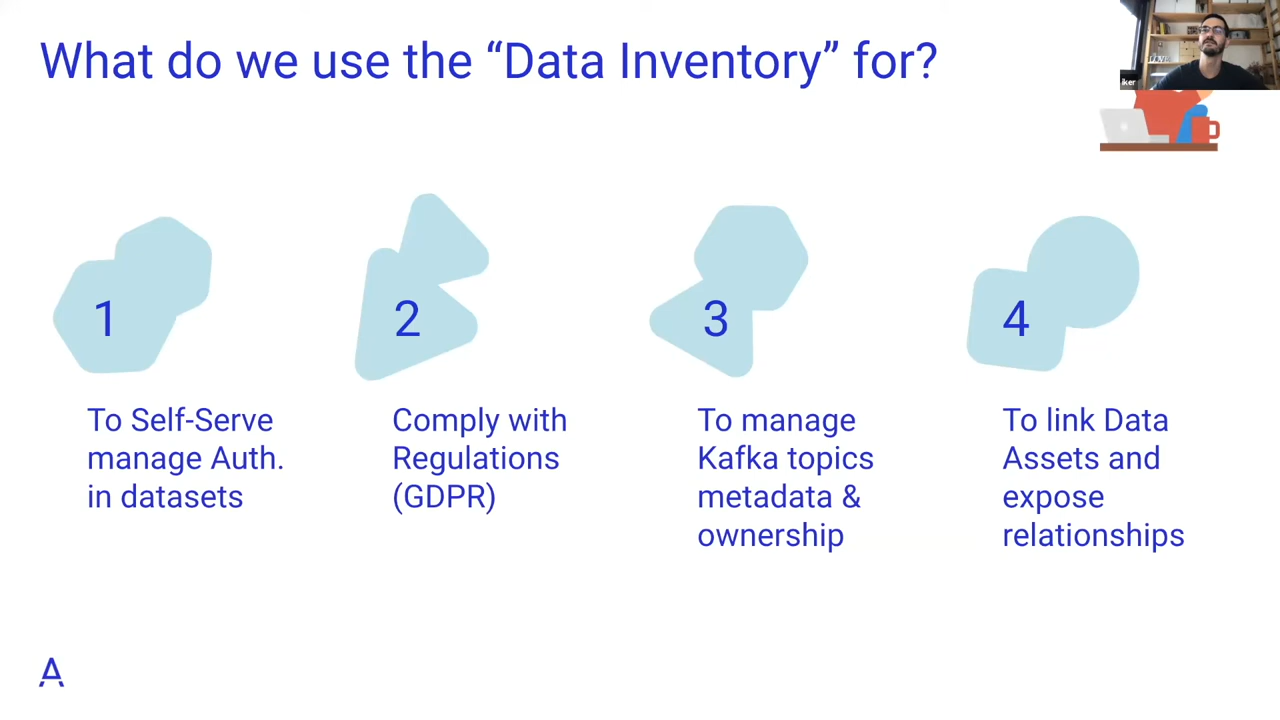 What do we use the “Data Inventory” for?
iker
1
2
3
4
To Self-Serve
manage Auth.
in datasets
Comply with
Regulations
(GDPR)
To manage
Kafka topics
metadata &
ownership
To link Data
Assets and
expose
relationships
A